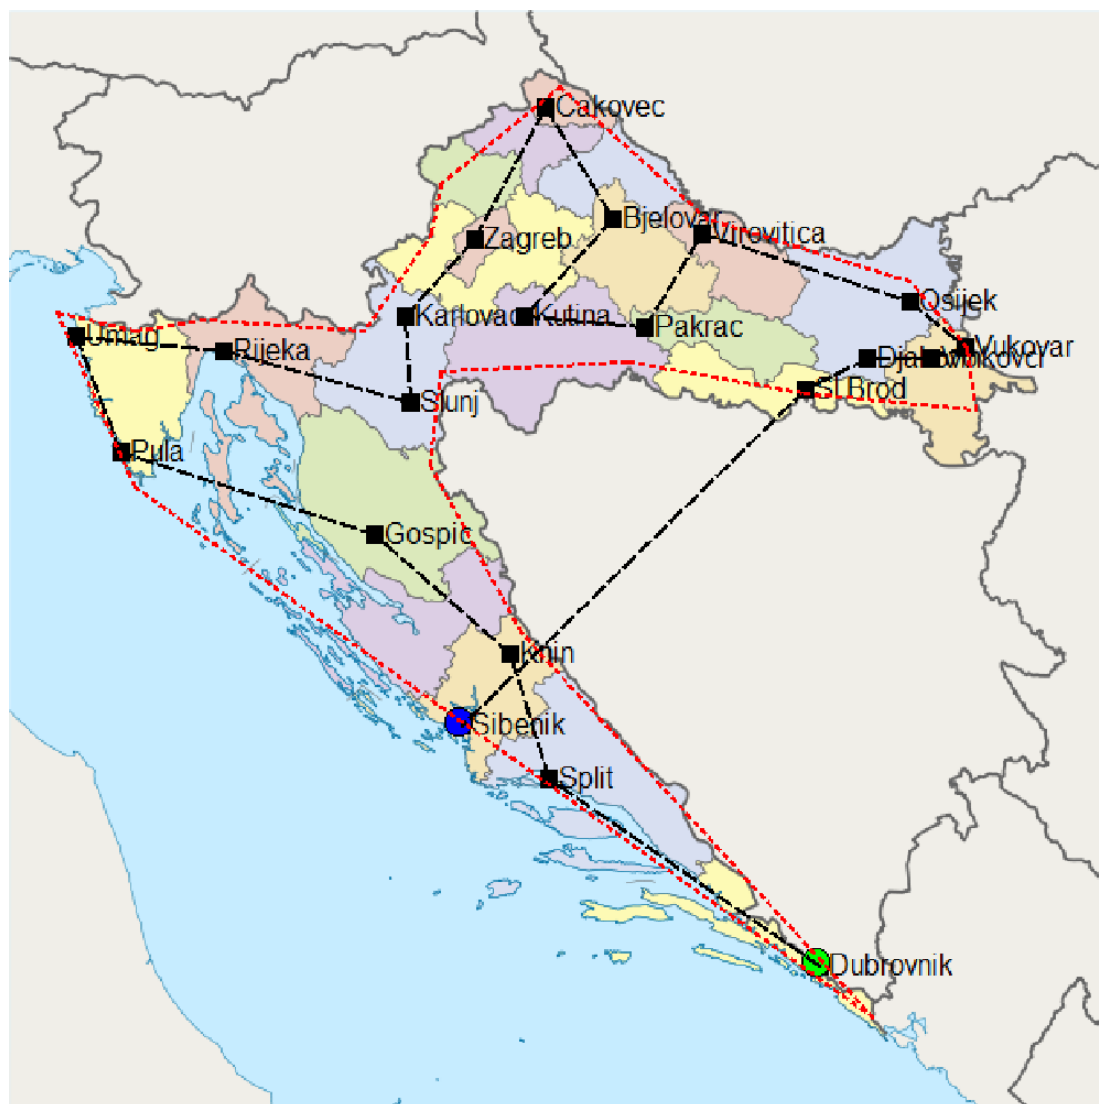 Cakovec
Bjelovar
Virovitica
Zagreb
Osijek
Karlovac
Kutina
Pakrac
Umag
Rijeka
Vukovar
Slunj
Sl Brod
Pula
Gospic
Knin
Sibenik
Split
Dubrovnik